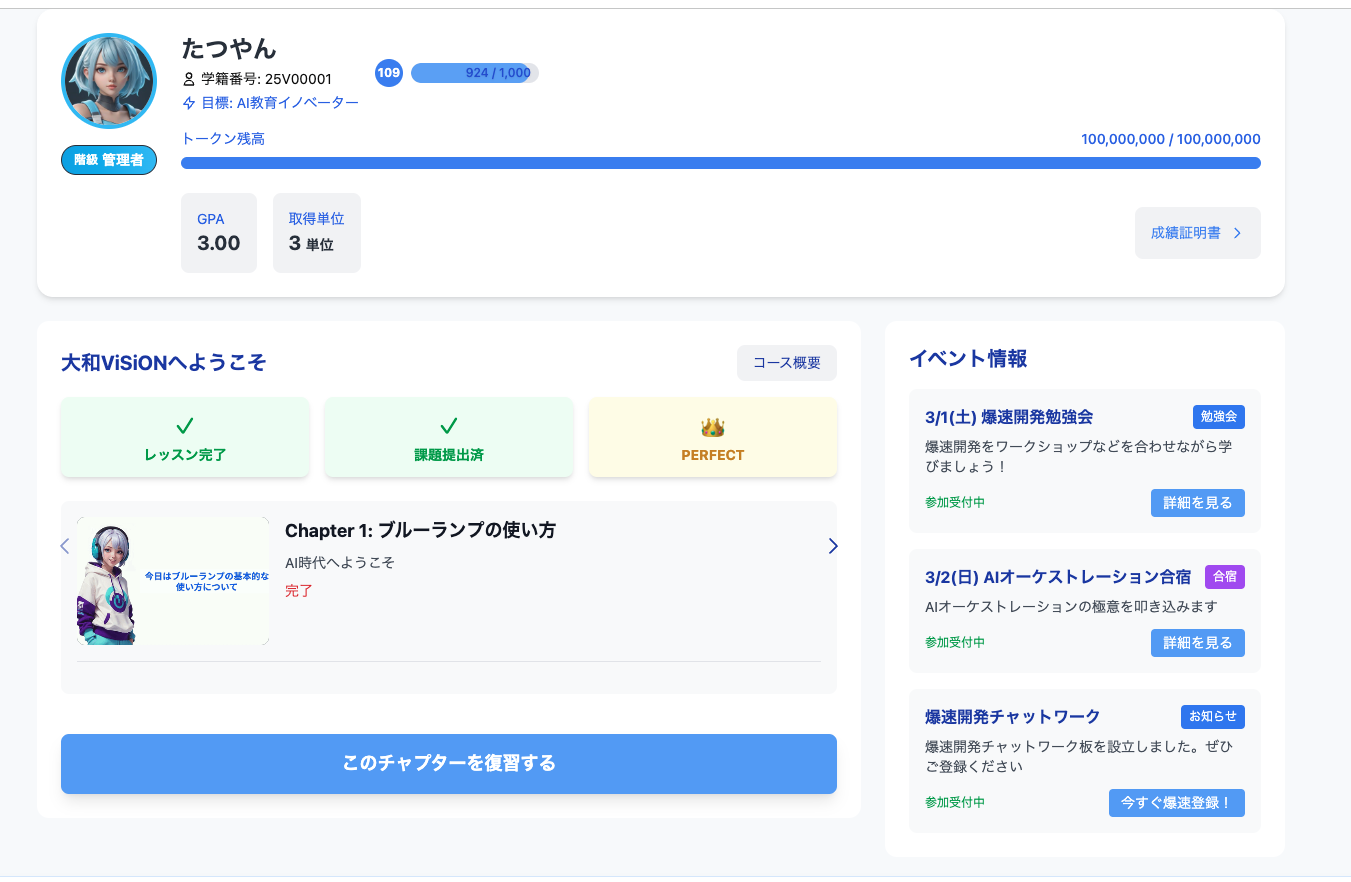 たつやん
学籍番号: 25V00001
目標: AI教育イノベーター
109
924 / 1,000
階級 管理者
トークン残高
100,000,000 / 100,000,000
GPA
3.00
取得単位
3 単位
成績証明書
大和ViSiONへようこそ
コース概要
レッスン完了
課題提出済
PERFECT
今日はブルーランプの基本的な
使い方について
Chapter 1: ブルーランプの使い方
AI時代へようこそ
完了
このチャプターを復習する
イベント情報
3/1(土) 爆速開発勉強会
勉強会
爆速開発をワークショップなどを合わせながら学
びましょう！
参加受付中
詳細を見る
3/2(日) AIオーケストレーション合宿
合宿
AIオーケストレーションの極意を叩き込みます
参加受付中
詳細を見る
爆速開発チャットワーク
お知らせ
爆速開発チャットワーク板を設立しました。ぜひ
ご登録ください
参加受付中
今すぐ爆速登録！